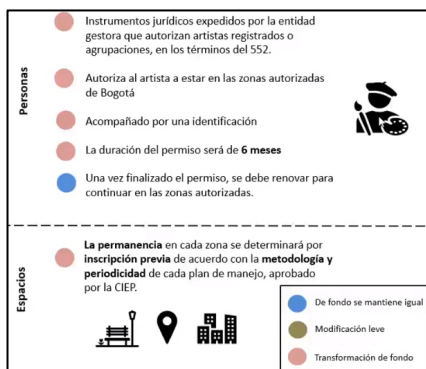 Instrumentos jurídicos expedidos por la entidad
gestora que autorizan artistas registrados o
agrupaciones, en los términos del 552.
Autoriza al artista a estar en las zonas autorizadas
de Bogotá
Acompañado por una identificación
La duración del permiso será de 6 meses
Una vez finalizado el permiso, se debe renovar para
continuar en las zonas autorizadas.
Personas
La permanencia en cada zona se determinará por
inscripción previa de acuerdo con la metodología y
periodicidad de cada plan de manejo, aprobado
por la CIEP.
Espacios
De fondo se mantiene igual
Modificación leve
Transformación de fondo